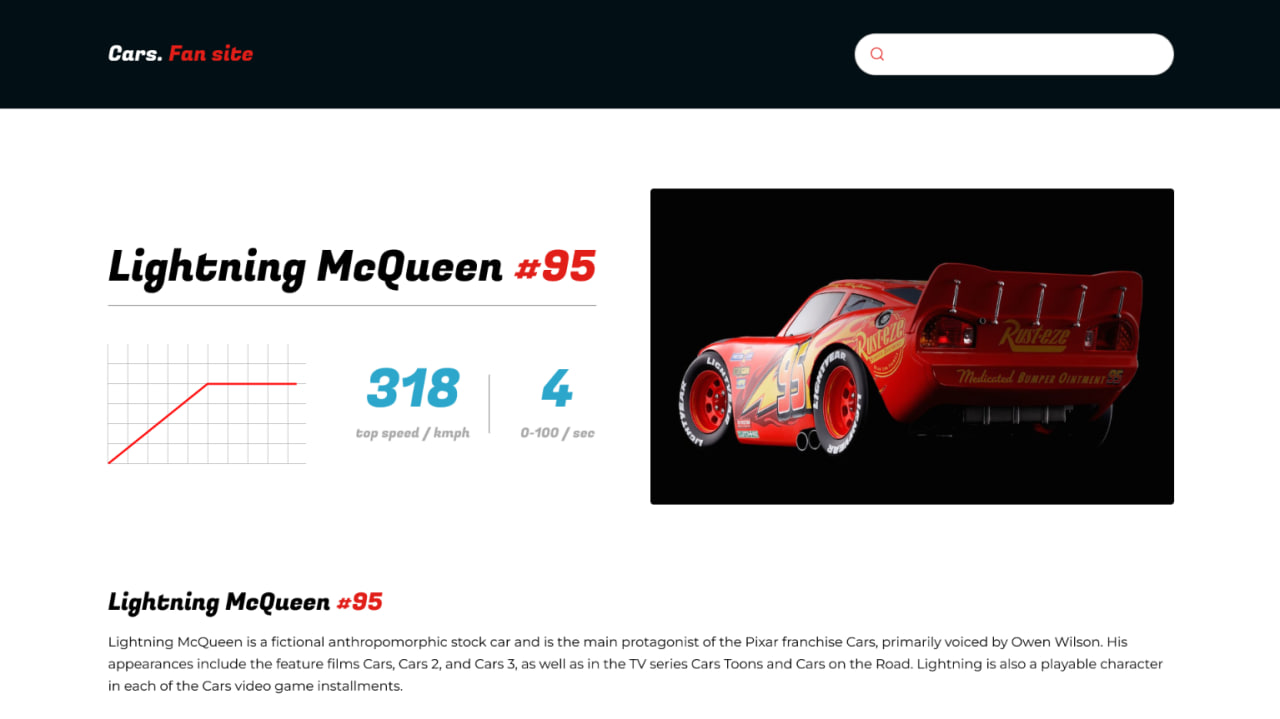 Cars. Fan site
Lightning McQueen #95
318
top speed / kmph
4
0-100 / sec
Rust-eze
95
LIGHTYEAR
LIGHTYEAR
Rust-eze
Medicated BUMPER OINTMENT 95
Lightning McQueen #95
Lightning McQueen is a fictional anthropomorphic stock car and is the main protagonist of the Pixar franchise Cars, primarily voiced by Owen Wilson. His
appearances include the feature films Cars, Cars 2, and Cars 3, as well as in the TV series Cars Toons and Cars on the Road. Lightning is also a playable character
in each of the Cars video game installments.